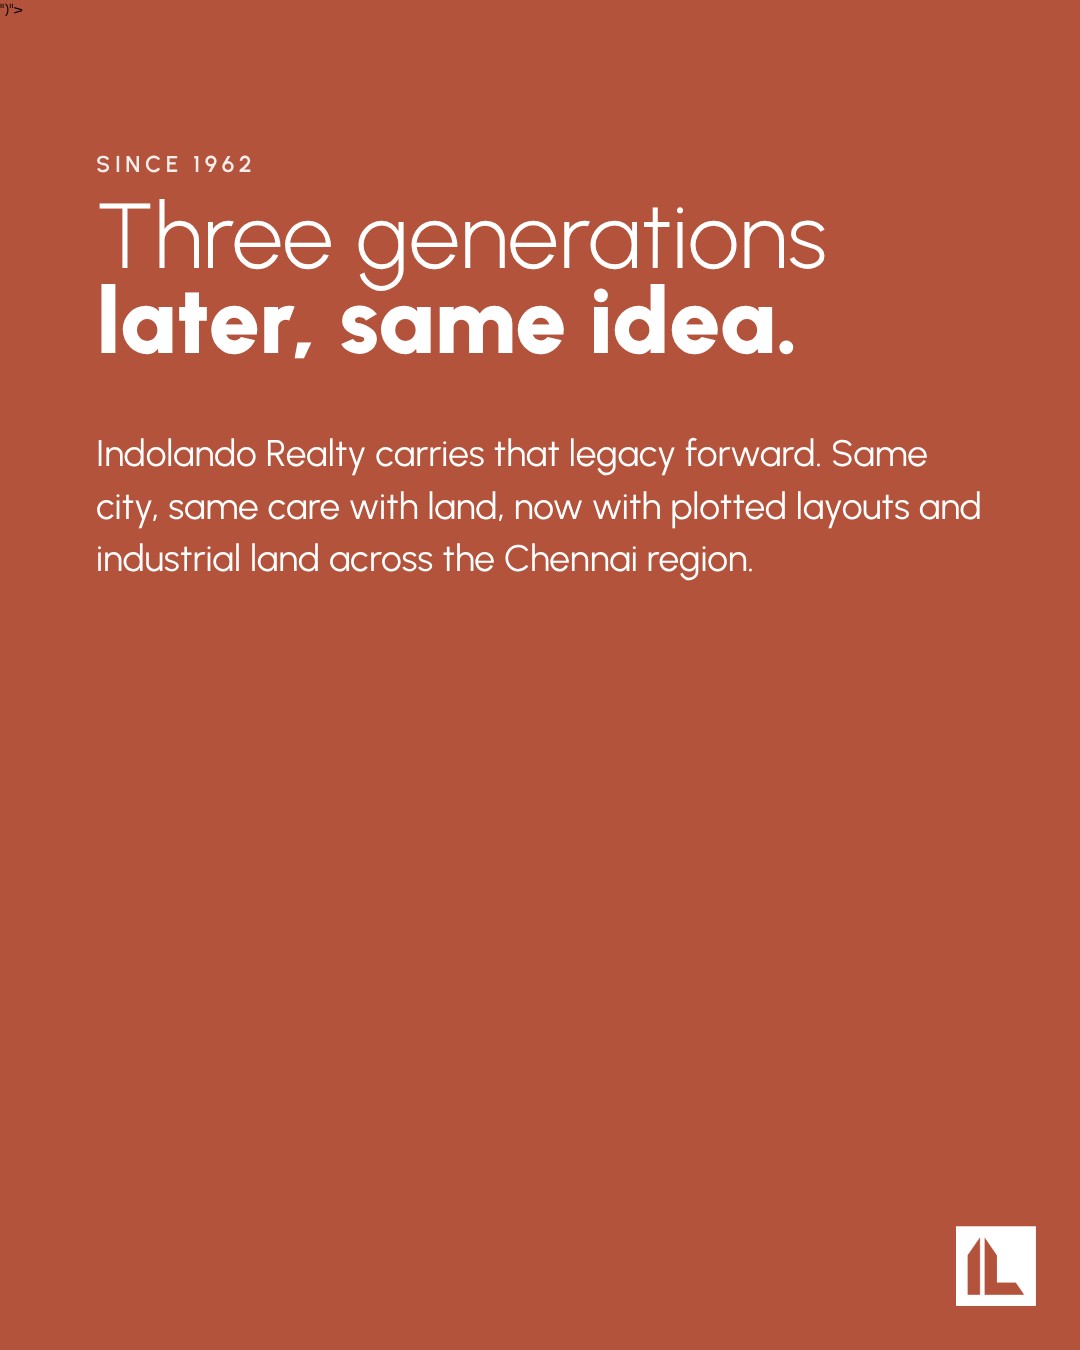 ")">
SINCE 1962
Three generations
later, same idea.
Indolando Realty carries that legacy forward. Same
city, same care with land, now with plotted layouts and
industrial land across the Chennai region.
IL